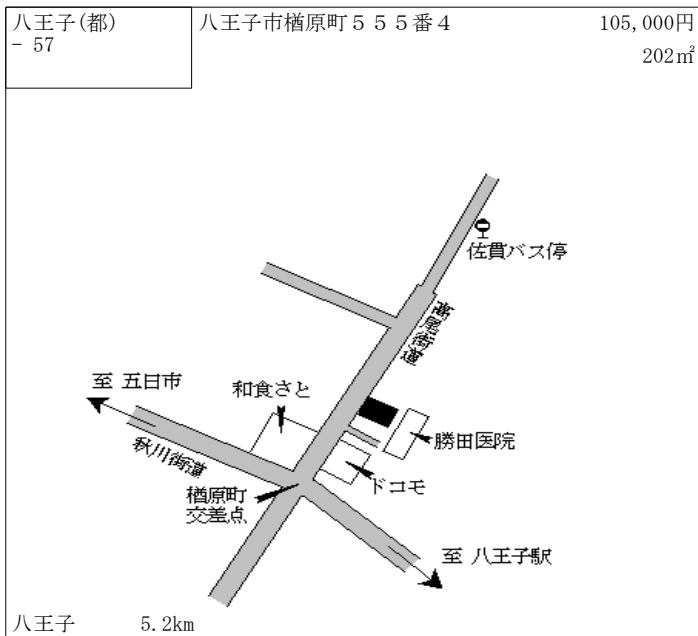 八王子(都)
- 57
八王子市楢原町５５５番４
105,000円
202㎡
佐貫バス停
高尾街道
至 五日市
和食さと
秋川街道
勝田医院
ドコモ
楢原町
交差点
至 八王子駅
八王子 5.2km